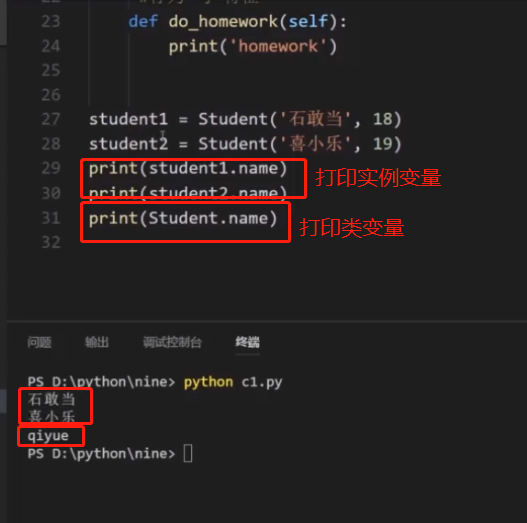 23 def do_homework(self):
24 print('homework')
25
26
27 student1 = Student('石敢当', 18)
28 student2 = Student('喜小乐', 19)
29 print(student1.name)
打印实例变量
30 print(student2.name)
31 print(Student.name)
打印类变量
32
问题 输出 调试控制台 终端
PS D:\python\nine> python c1.py
石敢当
喜小乐
qiyue
PS D:\python\nine>